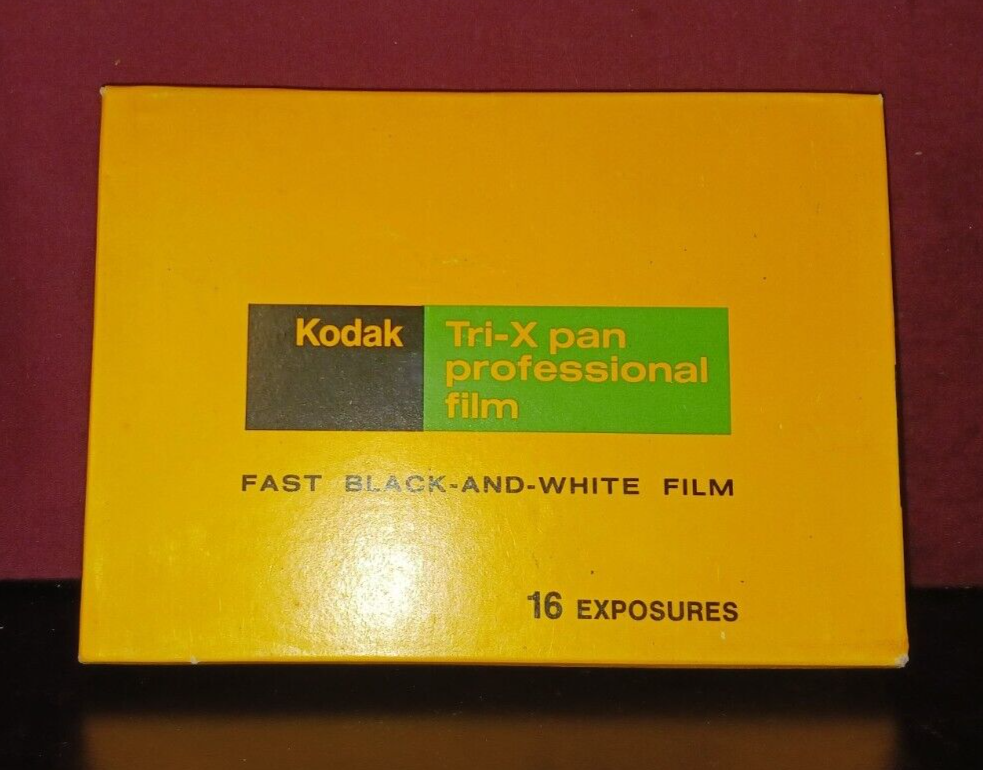 Kodak
Tri-X pan
professional
film
FAST BLACK-AND-WHITE FILM
16 EXPOSURES